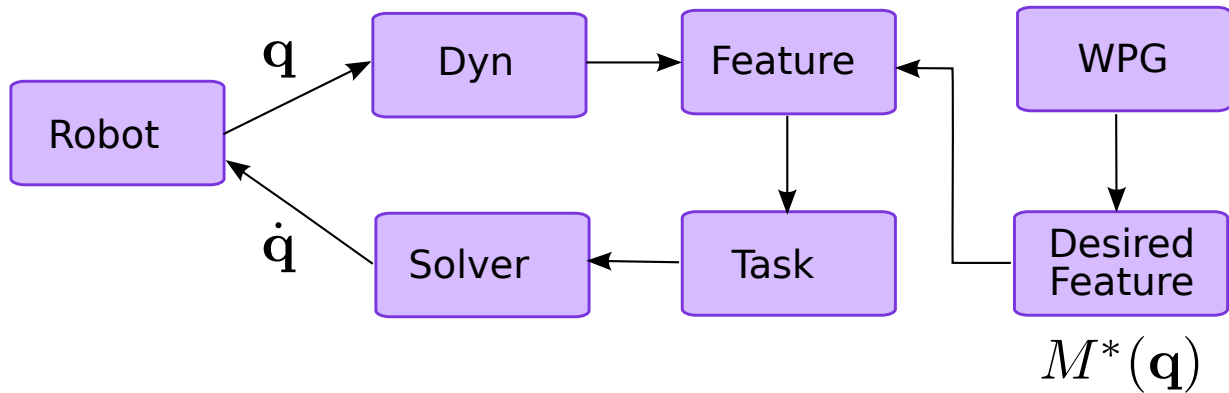 q
Dyn
Feature
WPG
Robot
q̇
Solver
Task
Desired
Feature
M*(q)